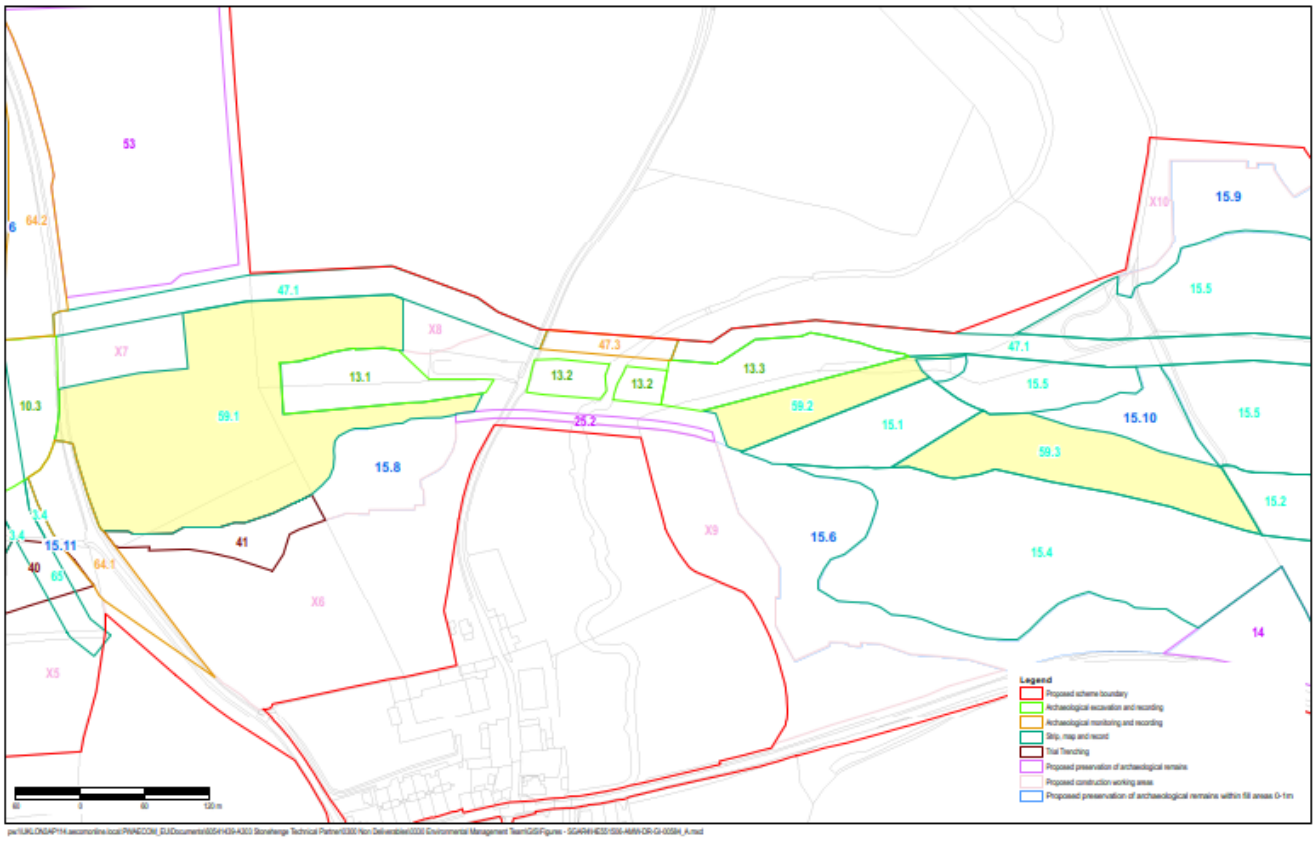 53
X10
15.9
6
64.2
47.1
15.5
X7
X8
47.3
47.1
13.1
13.2
13.2
13.3
15.5
10.3
59.1
25.2
59.2
15.1
15.10
15.5
15.8
59.3
15.2
3.4
3.4
15.11
41
X9
15.6
15.4
40
65
64.1
X6
14
X5
Legend
Proposed scheme boundary
Archaeological excavation and recording
Archaeological monitoring and recording
Strip, map and record
Trial Trenching
Proposed preservation of archaeological remains
Proposed construction working areas
Proposed preservation of archaeological remains within fill areas 0-1m
60 0 60 120 m